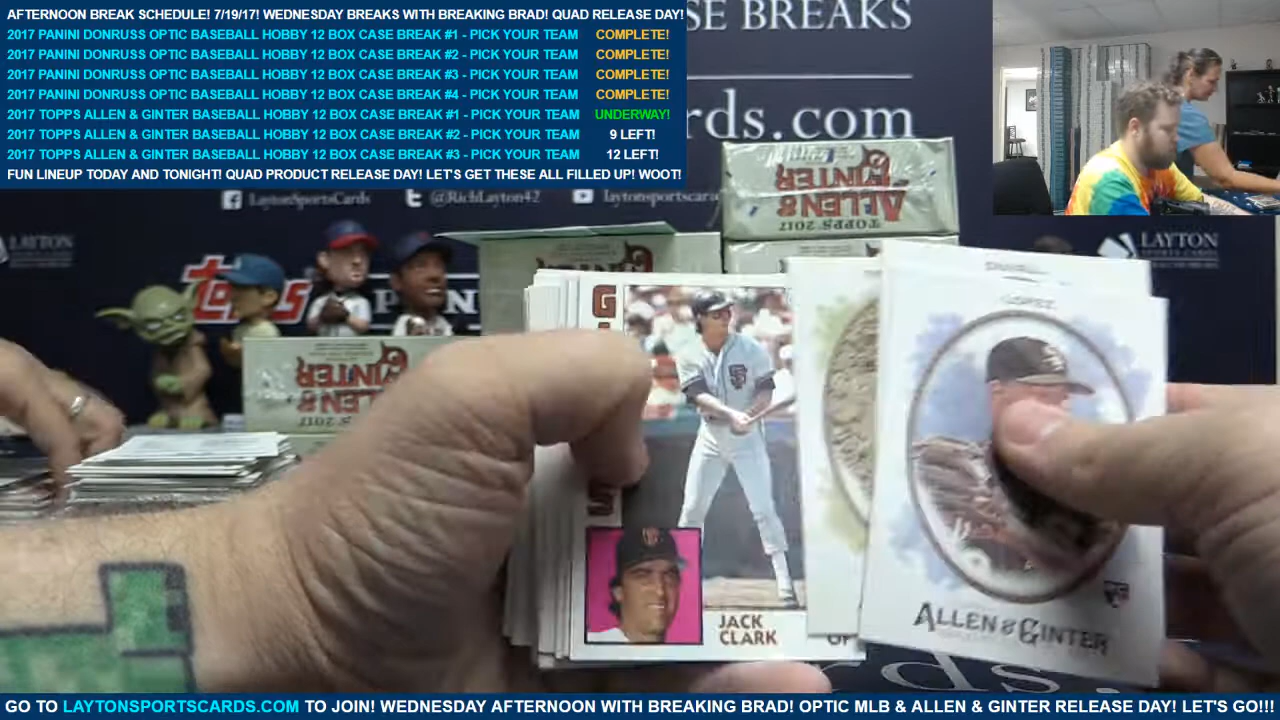 AFTERNOON BREAK SCHEDULE! 7/19/17! WEDNESDAY BREAKS WITH BREAKING BRAD! QUAD RELEASE DAY!
2017 PANINI DONRUSS OPTIC BASEBALL HOBBY 12 BOX CASE BREAK #1 - PICK YOUR TEAM COMPLETE!
2017 PANINI DONRUSS OPTIC BASEBALL HOBBY 12 BOX CASE BREAK #2 - PICK YOUR TEAM COMPLETE!
2017 PANINI DONRUSS OPTIC BASEBALL HOBBY 12 BOX CASE BREAK #3 - PICK YOUR TEAM COMPLETE!
2017 PANINI DONRUSS OPTIC BASEBALL HOBBY 12 BOX CASE BREAK #4 - PICK YOUR TEAM COMPLETE!
2017 TOPPS ALLEN & GINTER BASEBALL HOBBY 12 BOX CASE BREAK #1 - PICK YOUR TEAM UNDERWAY!
2017 TOPPS ALLEN & GINTER BASEBALL HOBBY 12 BOX CASE BREAK #2 - PICK YOUR TEAM 9 LEFT!
2017 TOPPS ALLEN & GINTER BASEBALL HOBBY 12 BOX CASE BREAK #3 - PICK YOUR TEAM 12 LEFT!
FUN LINEUP TODAY AND TONIGHT! QUAD PRODUCT RELEASE DAY! LET'S GET THESE ALL FILLED UP! WOOT!
SE BREAKS
rds.com
LaytonSportsCards @RichLayton42 laytonsportscards
LAYTON
LAYTON
SPORTS CARDS
topps PANINI
ALLEN & GINTER
TOPPS 2017
ALLEN & GINTER
TOPPS 2017
LOPEZ
ALLEN & GINTER
JACK
CLARK
OF
GO TO LAYTONSPORTSCARDS.COM TO JOIN! WEDNESDAY AFTERNOON WITH BREAKING BRAD! OPTIC MLB & ALLEN & GINTER RELEASE DAY! LET'S GO!!!